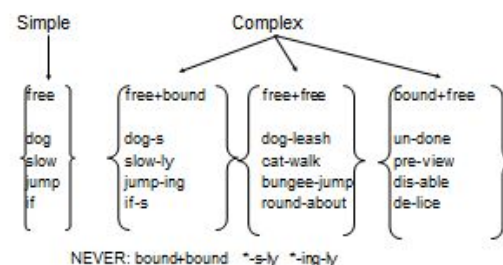 Simple Complex
free free+bound free+free bound+free
dog dog-s dog-leash un-done
slow slow-ly cat-walk pre-view
jump jump-ing bungee-jump dis-able
if if-s round-about de-lice
NEVER: bound+bound *-s-ly *-ing-ly